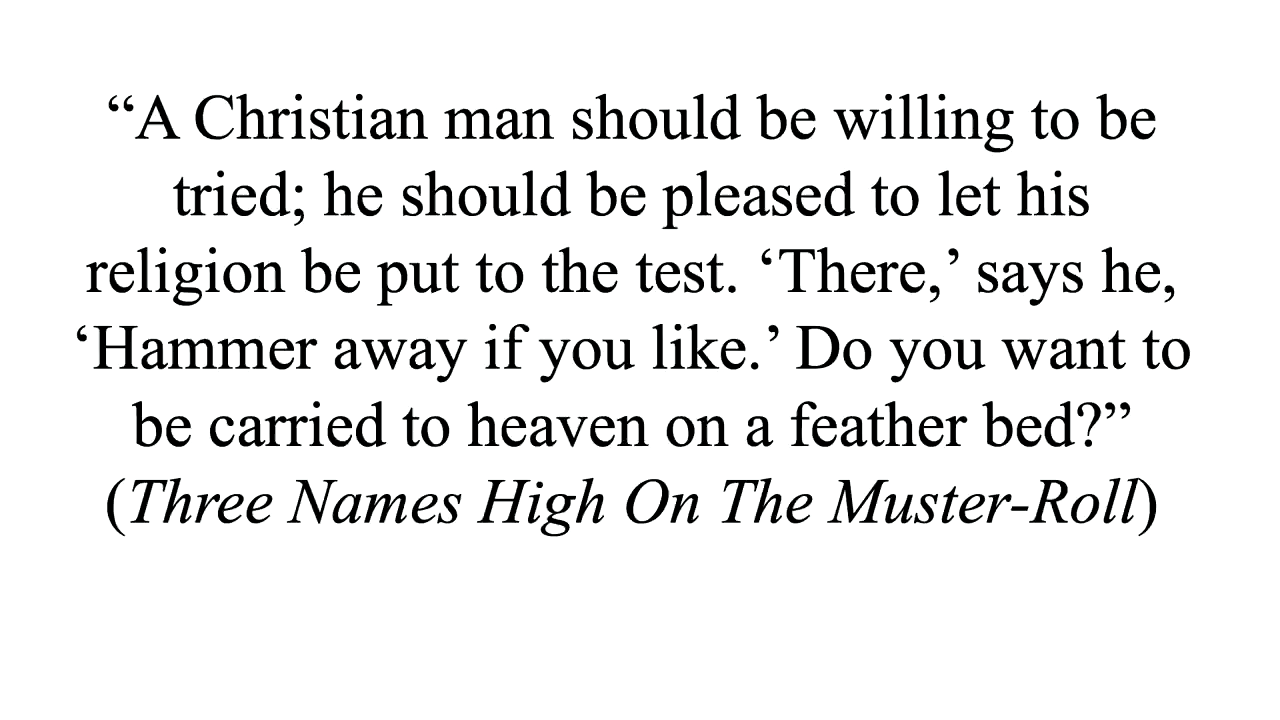 “A Christian man should be willing to be
tried; he should be pleased to let his
religion be put to the test. ‘There,’ says he,
‘Hammer away if you like.’ Do you want to
be carried to heaven on a feather bed?”
(Three Names High On The Muster-Roll)